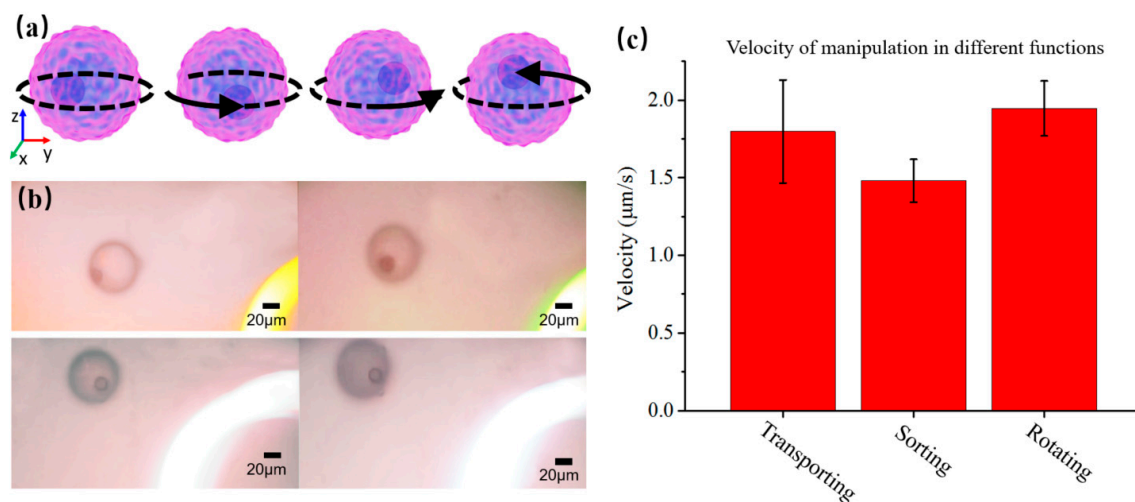 (a)
z
x
y
(b)
20μm
20μm
20μm
20μm
(c)
Velocity of manipulation in different functions
Velocity (μm/s)
2.0
1.5
1.0
0.5
0.0
Transporting
Sorting
Rotating